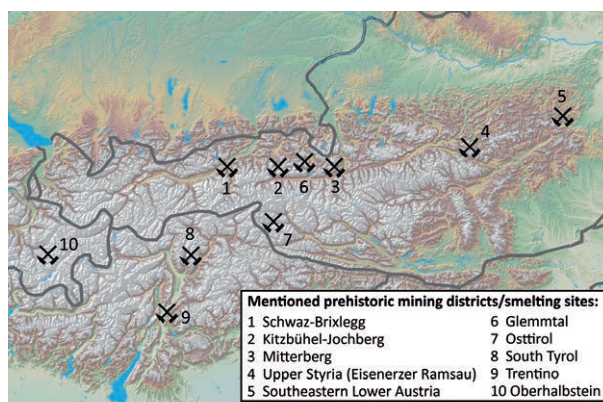 5
4
1
2
6
3
7
10
8
9
Mentioned prehistoric mining districts/smelting sites:
1 Schwaz-Brixlegg
2 Kitzbühel-Jochberg
3 Mitterberg
4 Upper Styria (Eisenerzer Ramsau)
5 Southeastern Lower Austria
6 Glemmtal
7 Osttirol
8 South Tyrol
9 Trentino
10 Oberhalbstein